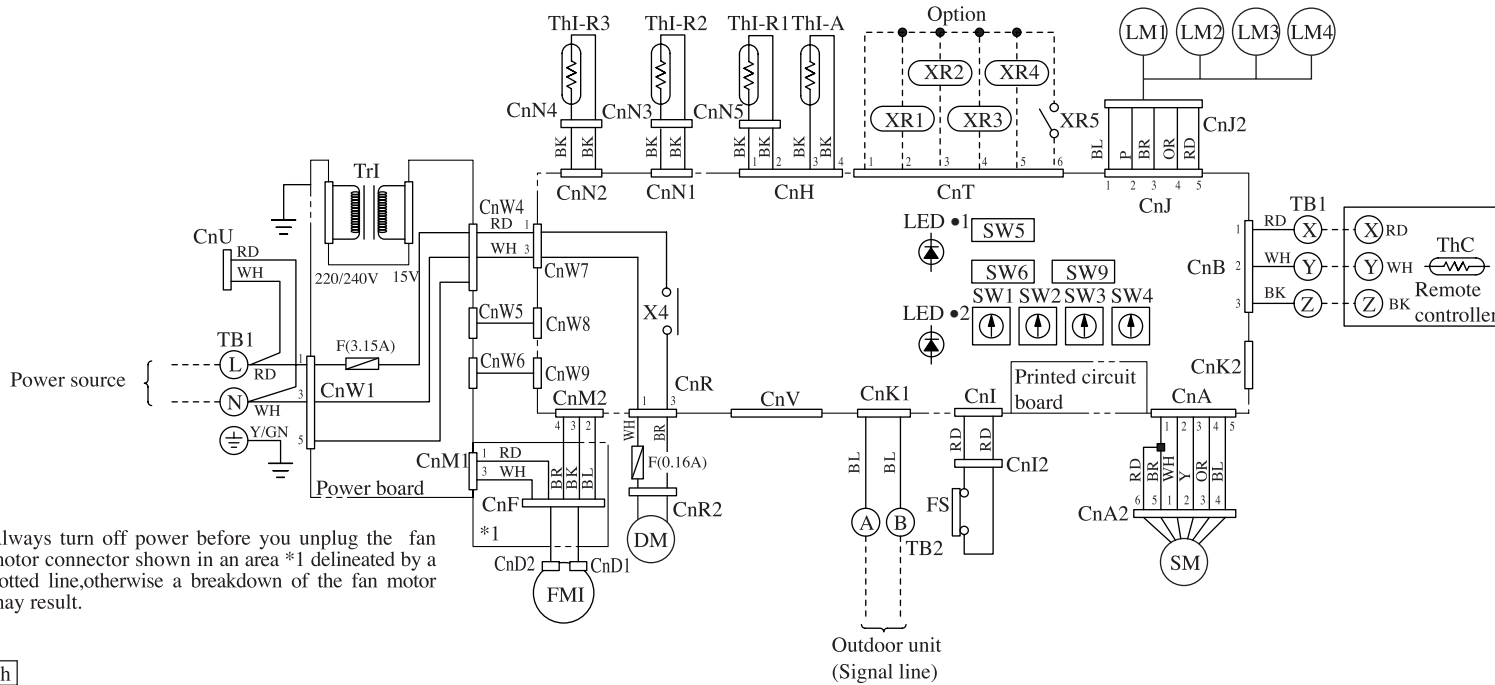 ThI-R3 ThI-R2 ThI-R1 ThI-A
Option
LM1 LM2 LM3 LM4
XR2 XR4
CnN4 CnN3 CnN5
XR1 XR3 XR5
CnJ2
BK BK BK BK BK BK BK BK
BL P BR OR RD
1 2 3 4
1 2 3 4 5 6
1 2 3 4 5
CnN2 CnN1 CnH CnT CnJ
TrI
220/240V 15V
CnU
RD
WH
CnW4
RD 1
WH 3
CnW7
CnW5 CnW8
CnW6 CnW9
X4
LED •1
SW5
SW6 SW9
SW1 SW2 SW3 SW4
LED •2
CnB
1 RD
2 WH
3 BK
TB1
X X RD
Y Y WH
Z Z BK
ThC
Remote
controller
CnK2
Power source
TB1
L RD 1
N WH 3
Y/GN 5
F(3.15A)
CnW1
Power board
CnM2
4 3 2
CnR
1 3
CnV
CnK1
CnI
Printed circuit
board
CnA
1 2 3 4 5
CnM1
1 RD
3 WH
BR BK BL
WH BR
F(0.16A)
BL BL
RD RD
CnI2
RD BR WH Y OR BL
6 5 1 2 3 4
CnA2
CnF
*1
CnR2
DM
FS
A B
TB2
SM
CnD2 CnD1
FMI
Outdoor unit
(Signal line)
lways turn off power before you unplug the fan
otor connector shown in an area *1 delineated by a
otted line,otherwise a breakdown of the fan motor
ay result.
h